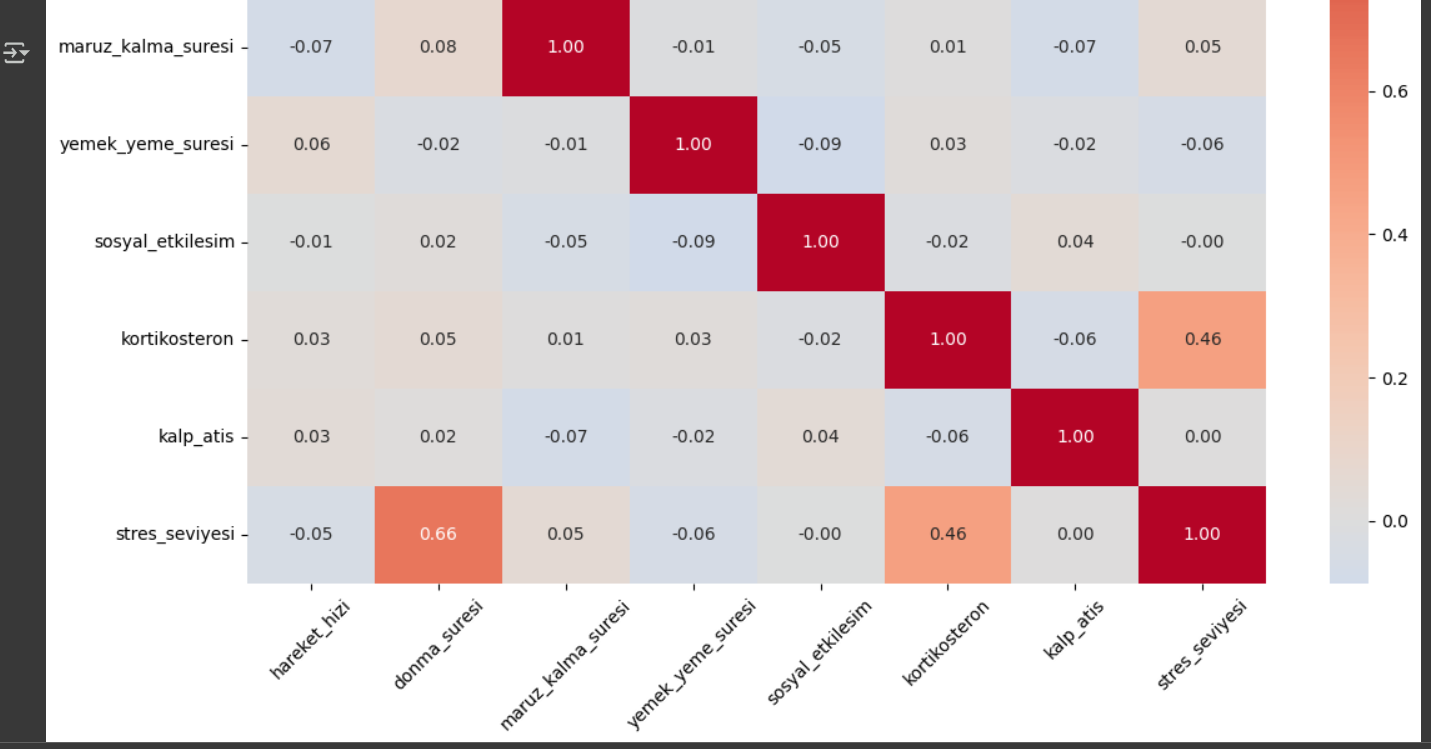 maruz_kalma_suresi -0.07 0.08 1.00 -0.01 -0.05 0.01 -0.07 0.05
0.6
yemek_yeme_suresi 0.06 -0.02 -0.01 1.00 -0.09 0.03 -0.02 -0.06
sosyal_etkilesim -0.01 0.02 -0.05 -0.09 1.00 -0.02 0.04 -0.00
0.4
kortikosteron 0.03 0.05 0.01 0.03 -0.02 1.00 -0.06 0.46
0.2
kalp_atis 0.03 0.02 -0.07 -0.02 0.04 -0.06 1.00 0.00
0.0
stres_seviyesi -0.05 0.66 0.05 -0.06 -0.00 0.46 0.00 1.00
hareket_hizi
donma_suresi
maruz_kalma_suresi
yemek_yeme_suresi
sosyal_etkilesim
kortikosteron
kalp_atis
stres_seviyesi